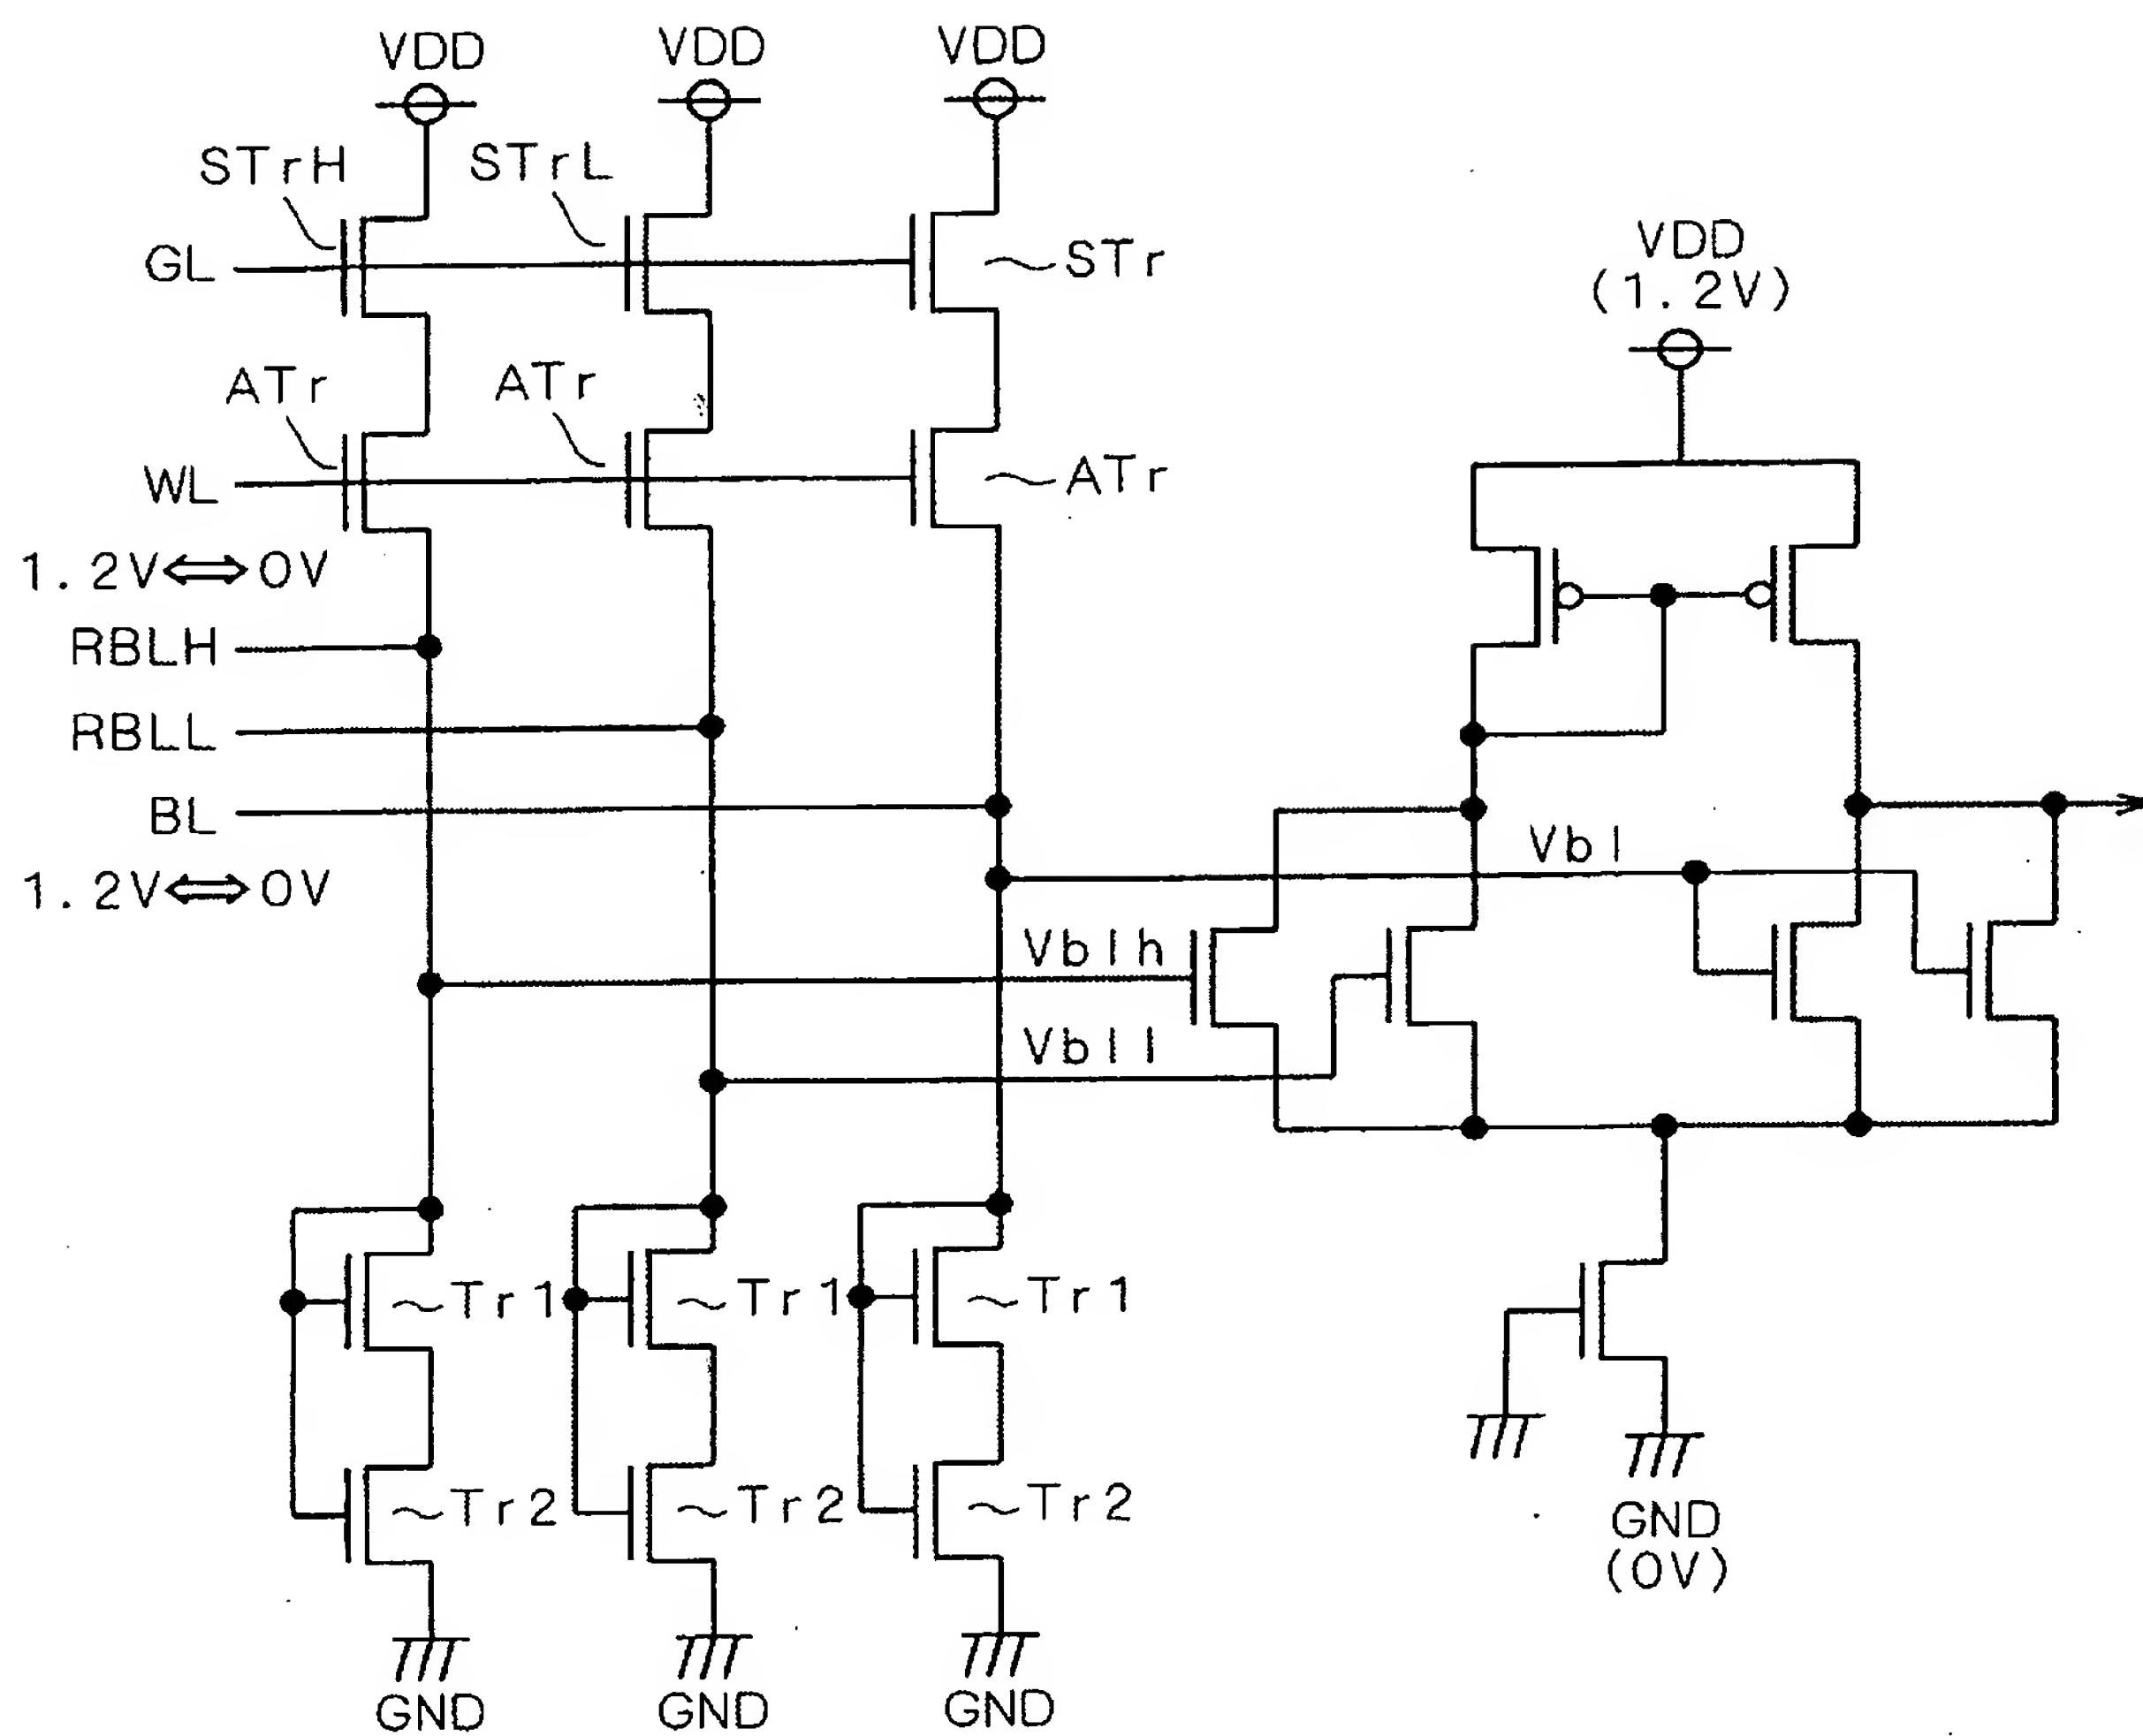 VDD VDD VDD
STrH STrL
GL STr
VDD
(1.2V)
ATr ATr
WL ATr
1.2V⇔0V
RBLH
RBLL
BL
Vbl
1.2V⇔0V
Vblh
Vbll
Tr1 Tr1 Tr1
Tr2 Tr2 Tr2
GND
(0V)
GND GND GND